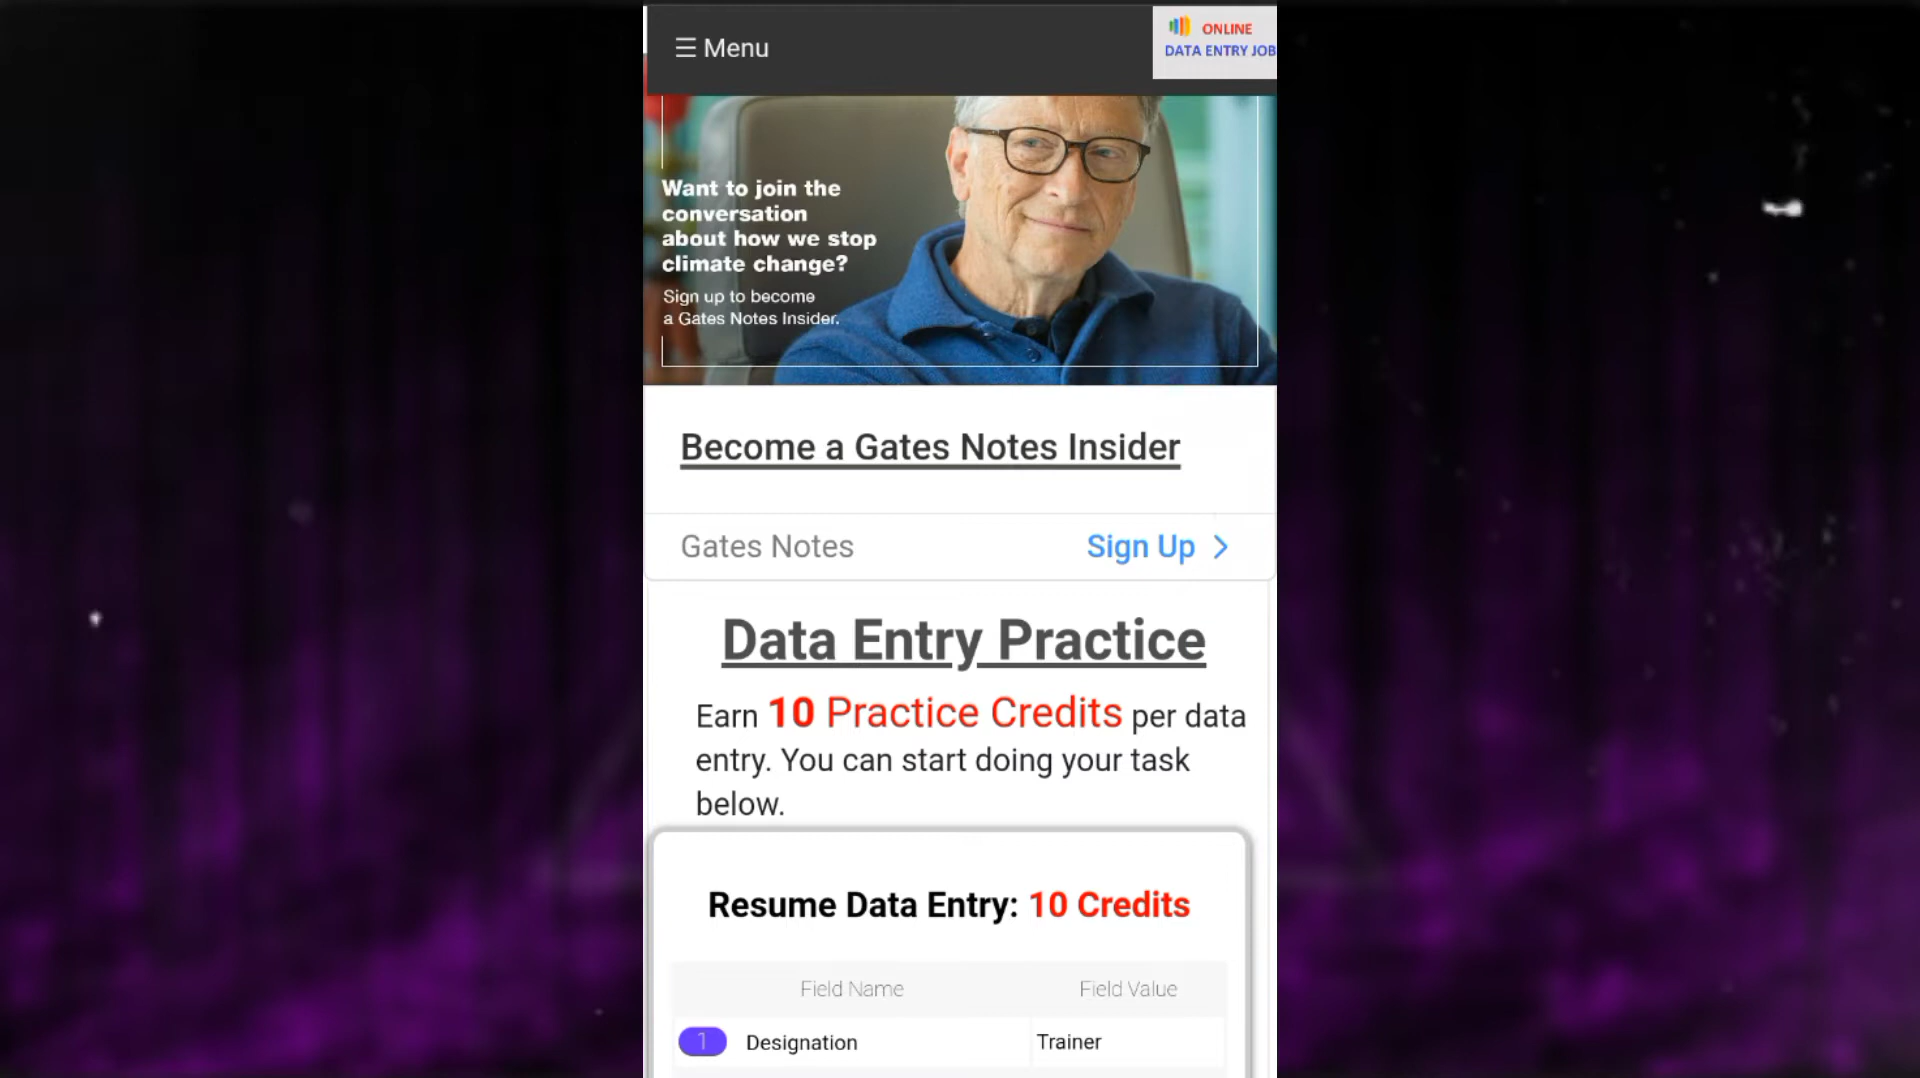 ☰ Menu
ONLINE
DATA ENTRY JOB
Want to join the
conversation
about how we stop
climate change?
Sign up to become
a Gates Notes Insider.
Become a Gates Notes Insider
Gates Notes Sign Up >
Data Entry Practice
Earn 10 Practice Credits per data
entry. You can start doing your task
below.
Resume Data Entry: 10 Credits
Field Name Field Value
1 Designation Trainer